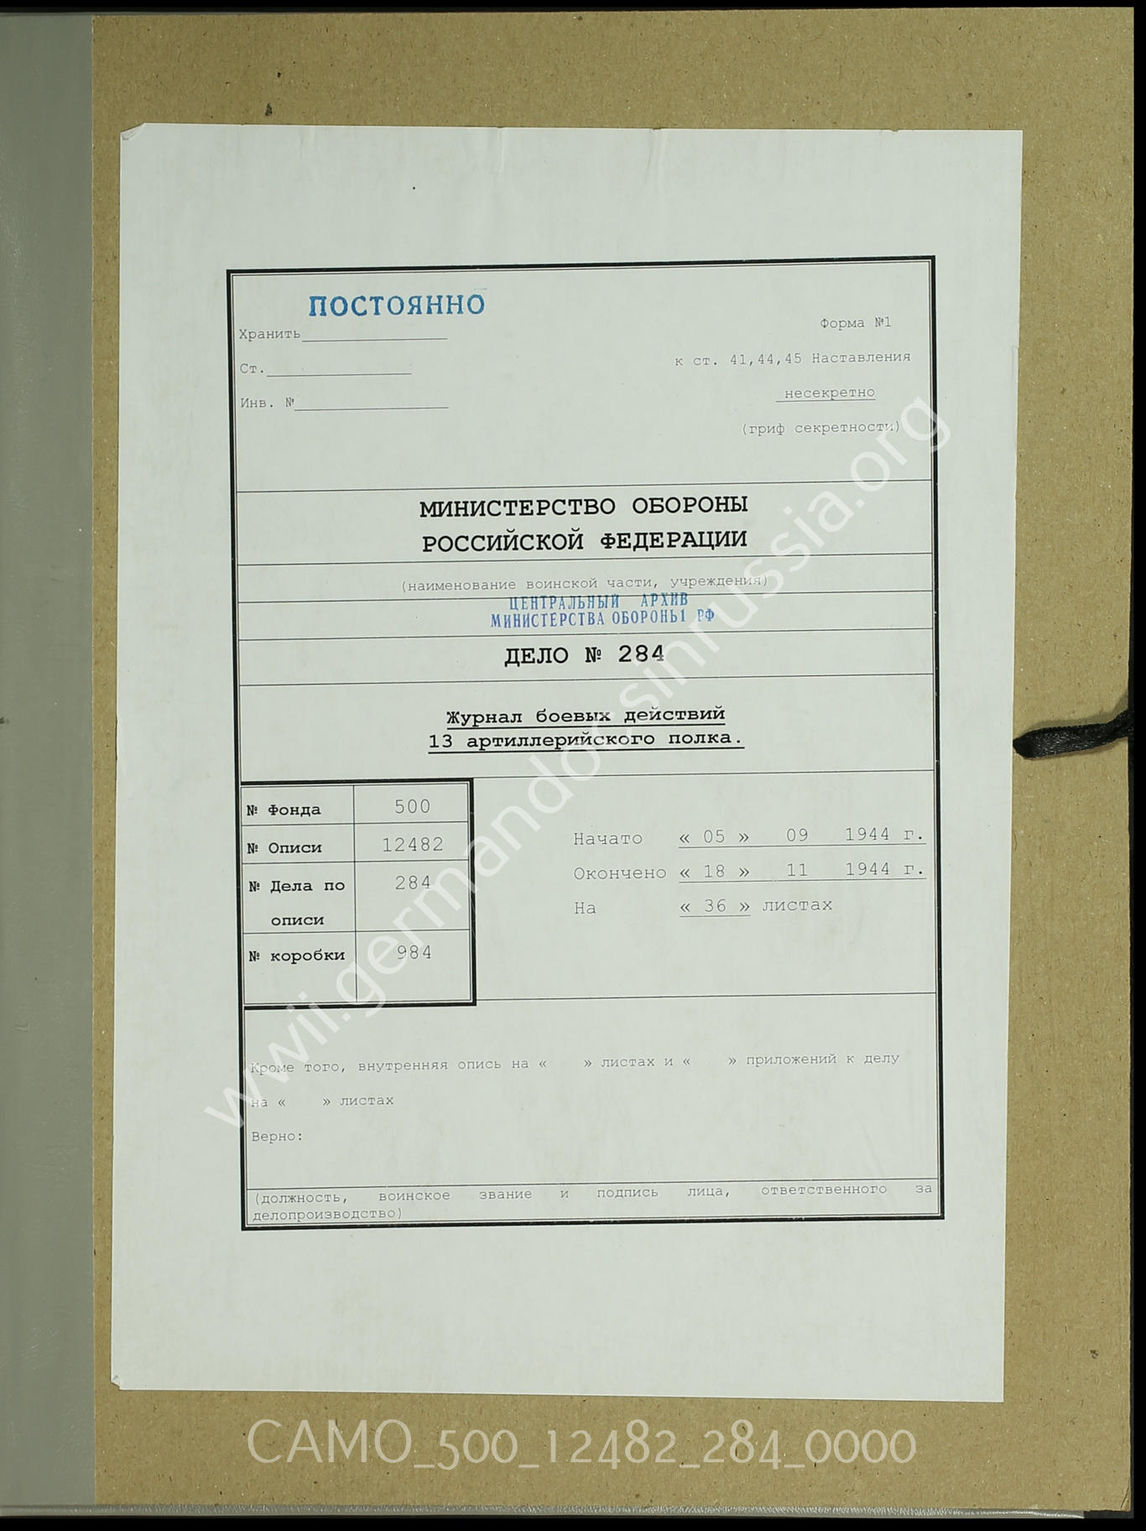 ПОСТОЯННО
Хранить
Форма №1
Ст.
к ст. 41,44,45 Наставления
Инв. №
несекретно
(гриф секретности)
МИНИСТЕРСТВО ОБОРОНЫ
РОССИЙСКОЙ ФЕДЕРАЦИИ
(наименование воинской части, учреждения)
ЦЕНТРАЛЬНЫЙ АРХИВ
МИНИСТЕРСТВА ОБОРОНЫ РФ
ДЕЛО № 284
Журнал боевых действий
13 артиллерийского полка.
№ Фонда 500
№ Описи 12482
№ Дела по описи 284
№ коробки 984
Начато « 05 » 09 1944 г.
Окончено « 18 » 11 1944 г.
На « 36 » листах
Кроме того, внутренняя опись на « » листах и « » приложений к делу
на « » листах
Верно:
(должность, воинское звание и подпись лица, ответственного за
делопроизводство)
wwii.germandocsinrussia.org
CAMO_500_12482_284_0000